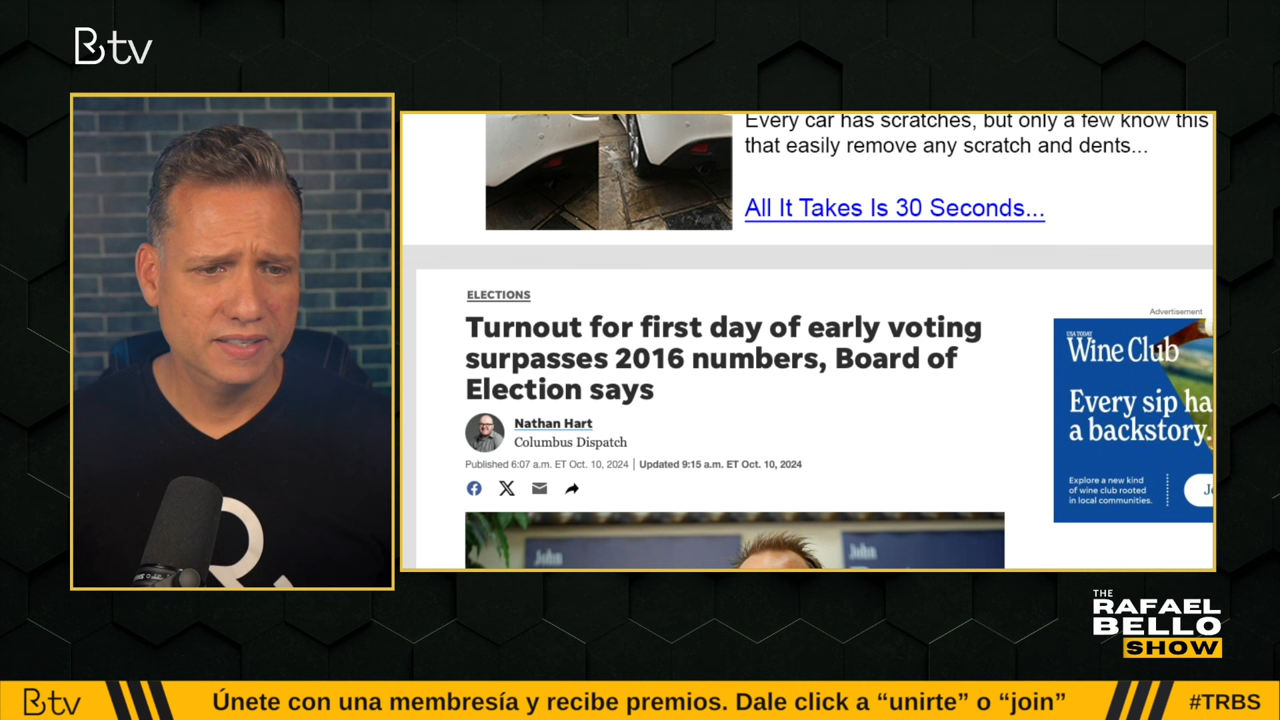 Btv
Every car has scratches, but only a few know this
that easily remove any scratch and dents...
All It Takes Is 30 Seconds...
ELECTIONS
Turnout for first day of early voting
surpasses 2016 numbers, Board of
Election says
Nathan Hart
Columbus Dispatch
Published 6:07 a.m. ET Oct. 10, 2024 | Updated 9:15 a.m. ET Oct. 10, 2024
Advertisement
USA TODAY
Wine Club
Every sip ha
a backstory.
Explore a new kind
of wine club rooted
in local communities.
John
John
R.
THE
RAFAEL
BELLO
SHOW
Btv
Únete con una membresía y recibe premios. Dale click a “unirte” o “join”
#TRBS